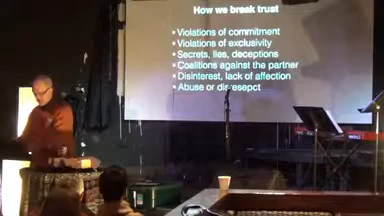 How we break trust
• Violations of commitment
• Violations of exclusivity
• Secrets, lies, deceptions
• Coalitions against the partner
• Disinterest, lack of affection
• Abuse or disresepct